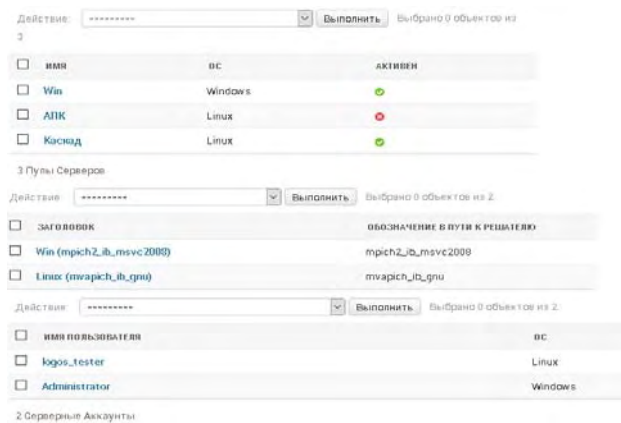 Действие: --------- Выполнить Выбрано 0 объектов из
3
ИМЯ ОС АКТИВЕН
Win Windows
АПК Linux
Каскад Linux
3 Пулы Серверов
Действие: --------- Выполнить Выбрано 0 объектов из 2
ЗАГОЛОВОК ОБОЗНАЧЕНИЕ В ПУТИ К РЕШАТЕЛЮ
Win (mpich2_ib_msvc2008) mpich2_ib_msvc2008
Linux (mvapich_ib_gnu) mvapich_ib_gnu
Действие: --------- Выполнить Выбрано 0 объектов из 2
ИМЯ ПОЛЬЗОВАТЕЛЯ ОС
logos_tester Linux
Administrator Windows
2 Серверные Аккаунты